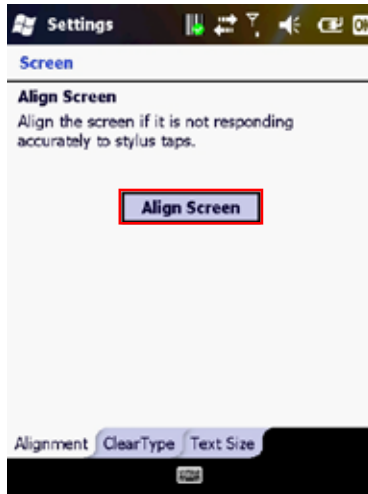 Settings
OK
Screen
Align Screen
Align the screen if it is not responding
accurately to stylus taps.
Align Screen
Alignment ClearType Text Size